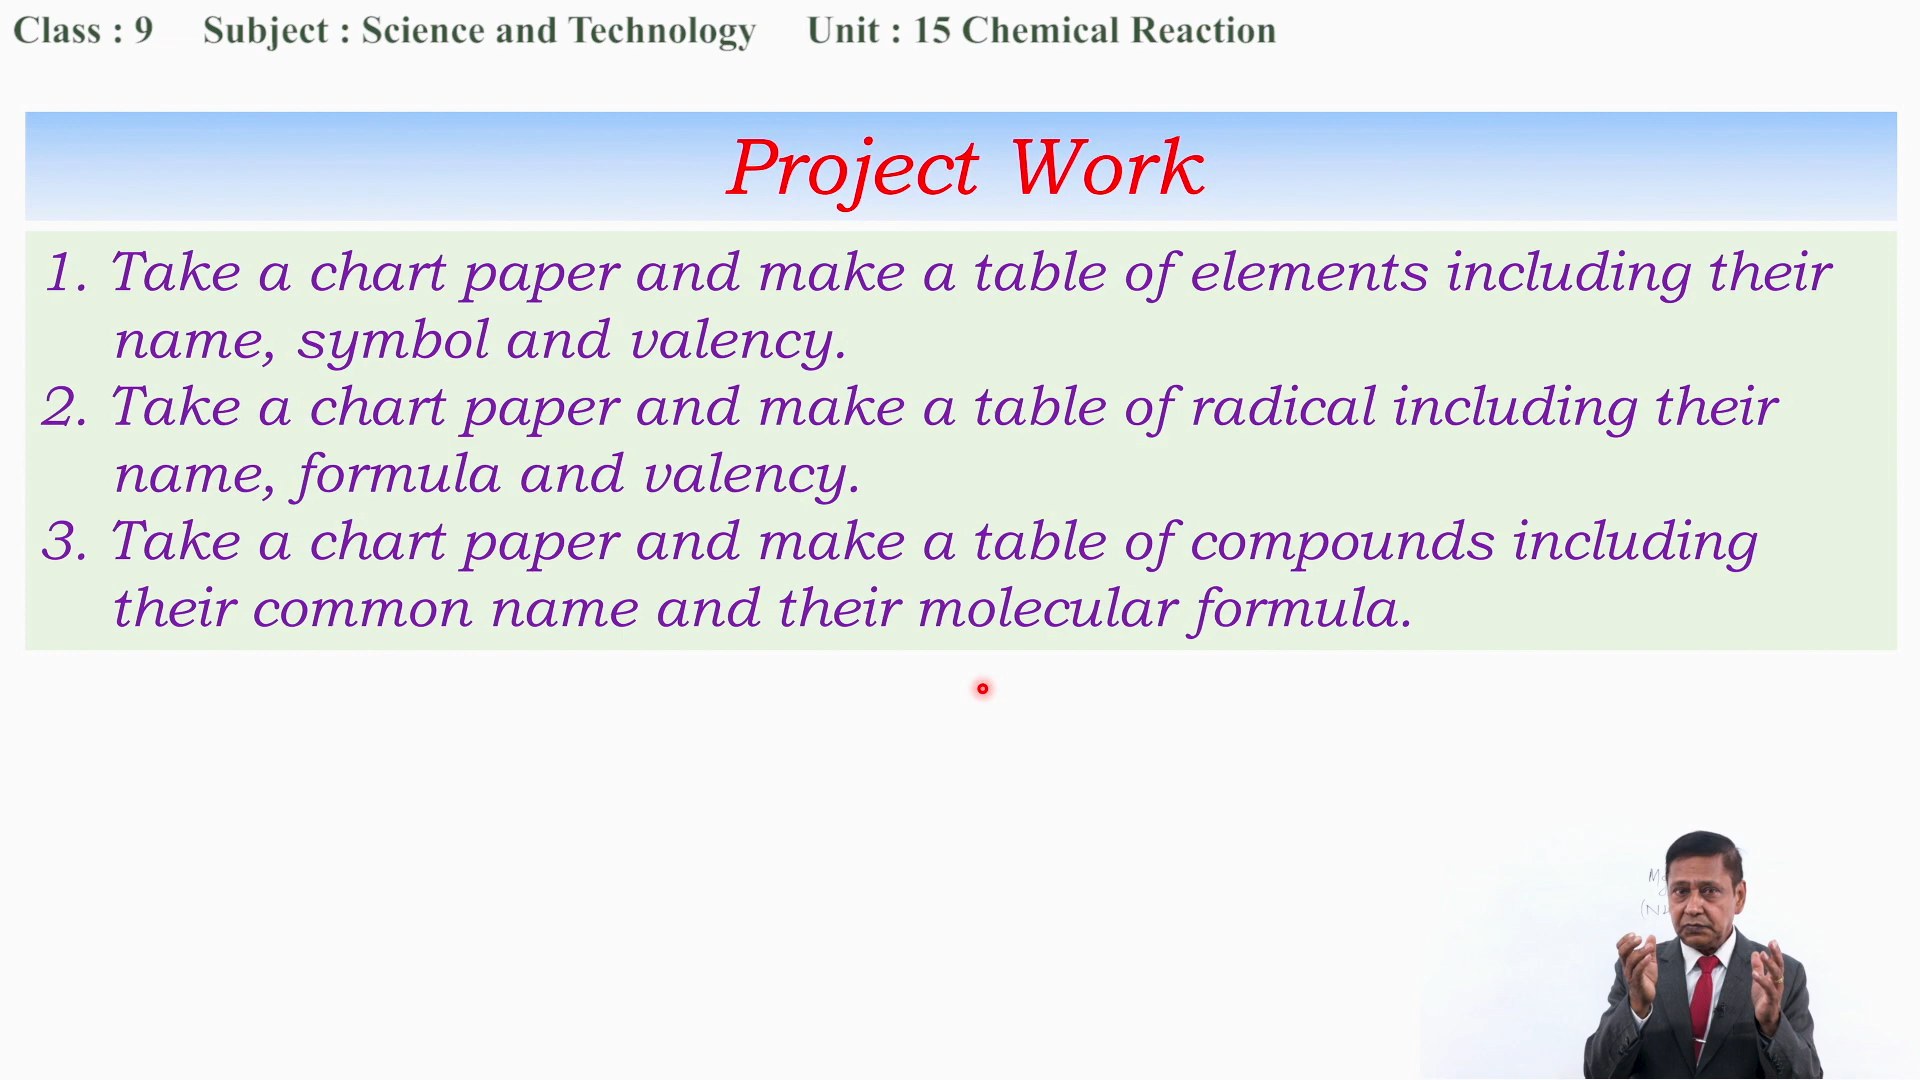 Class : 9 Subject : Science and Technology Unit : 15 Chemical Reaction
Project Work
1. Take a chart paper and make a table of elements including their
name, symbol and valency.
2. Take a chart paper and make a table of radical including their
name, formula and valency.
3. Take a chart paper and make a table of compounds including
their common name and their molecular formula.